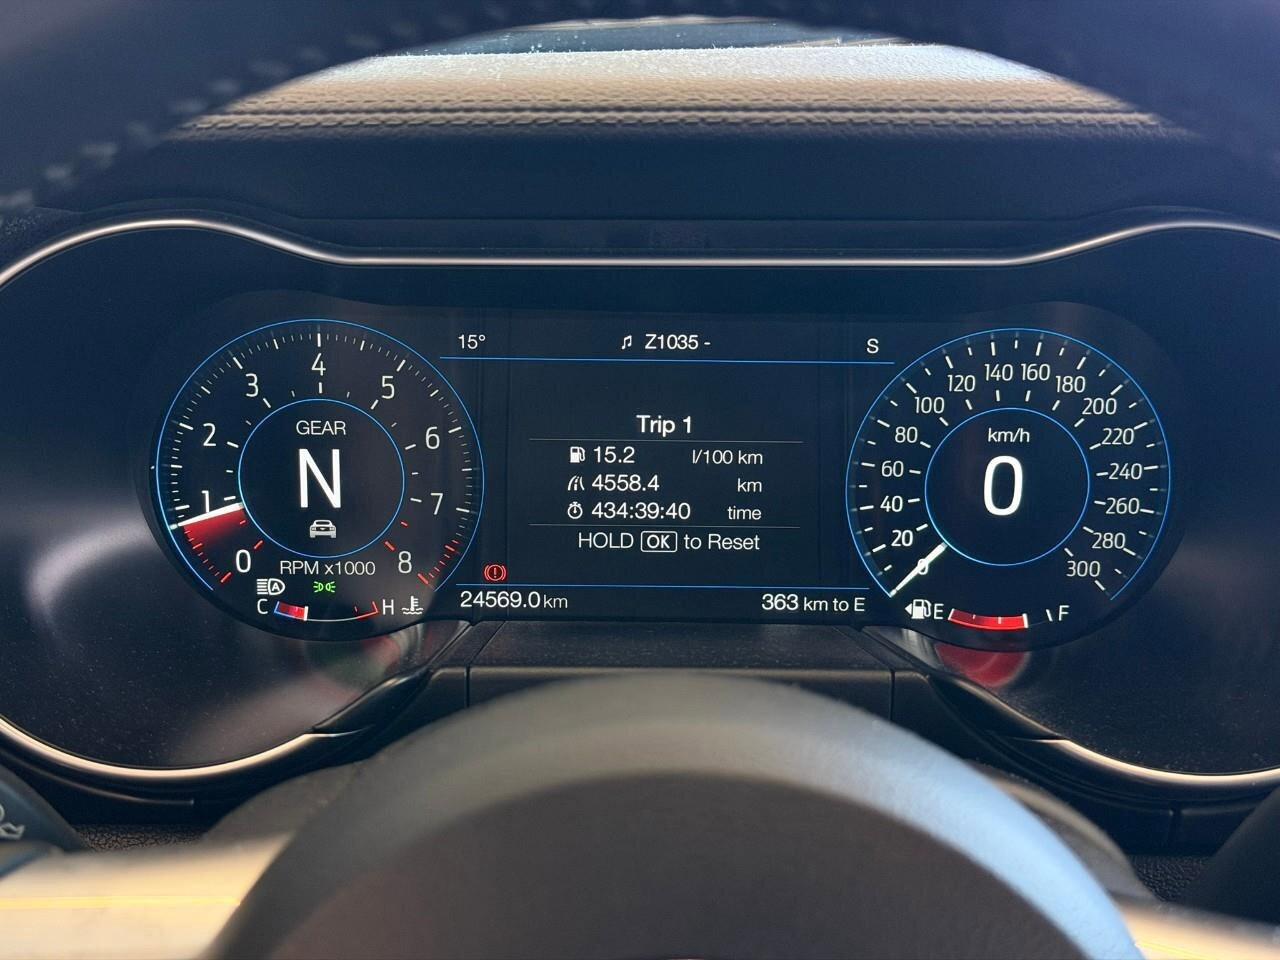 15° ♫ Z1035 - S
GEAR
N
0 1 2 3 4 5 6 7 8
RPM x1000
C H
Trip 1
15.2 l/100 km
4558.4 km
434:39:40 time
HOLD OK to Reset
24569.0 km 363 km to E
km/h
0
0 20 40 60 80 100 120 140 160 180 200 220 240 260 280 300
E F
A